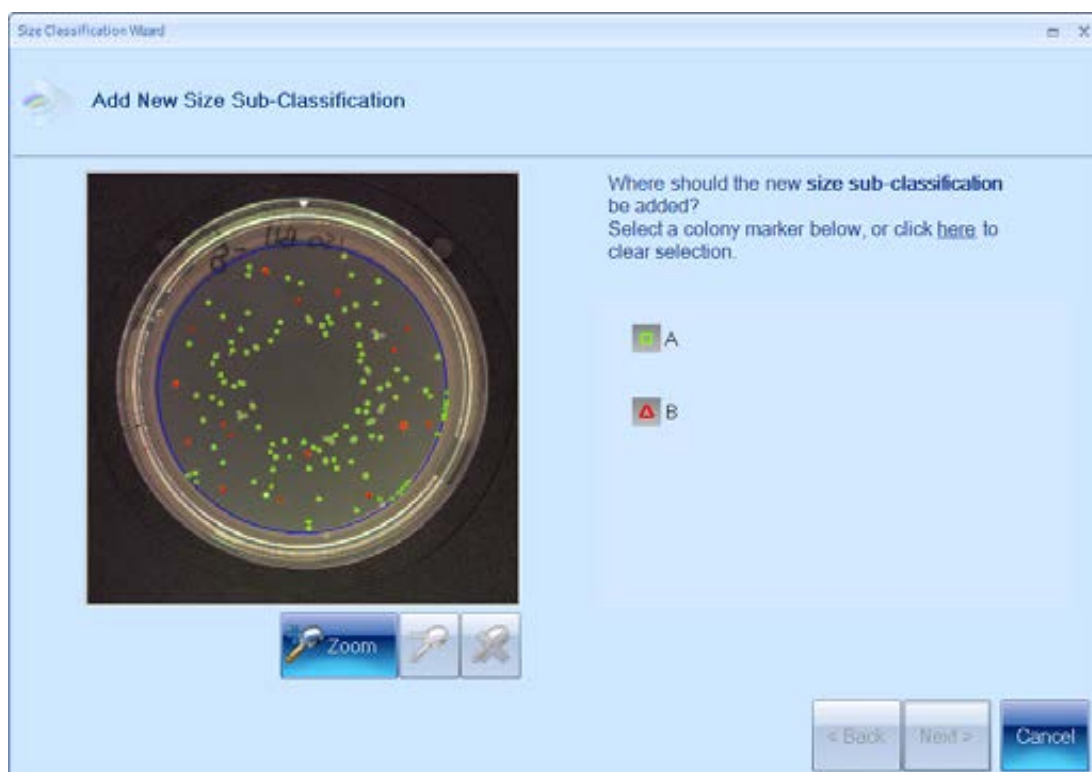 Size Classification Wizard
Add New Size Sub-Classification
Where should the new size sub-classification
be added?
Select a colony marker below, or click here to
clear selection.
A
B
Zoom
< Back
Next >
Cancel